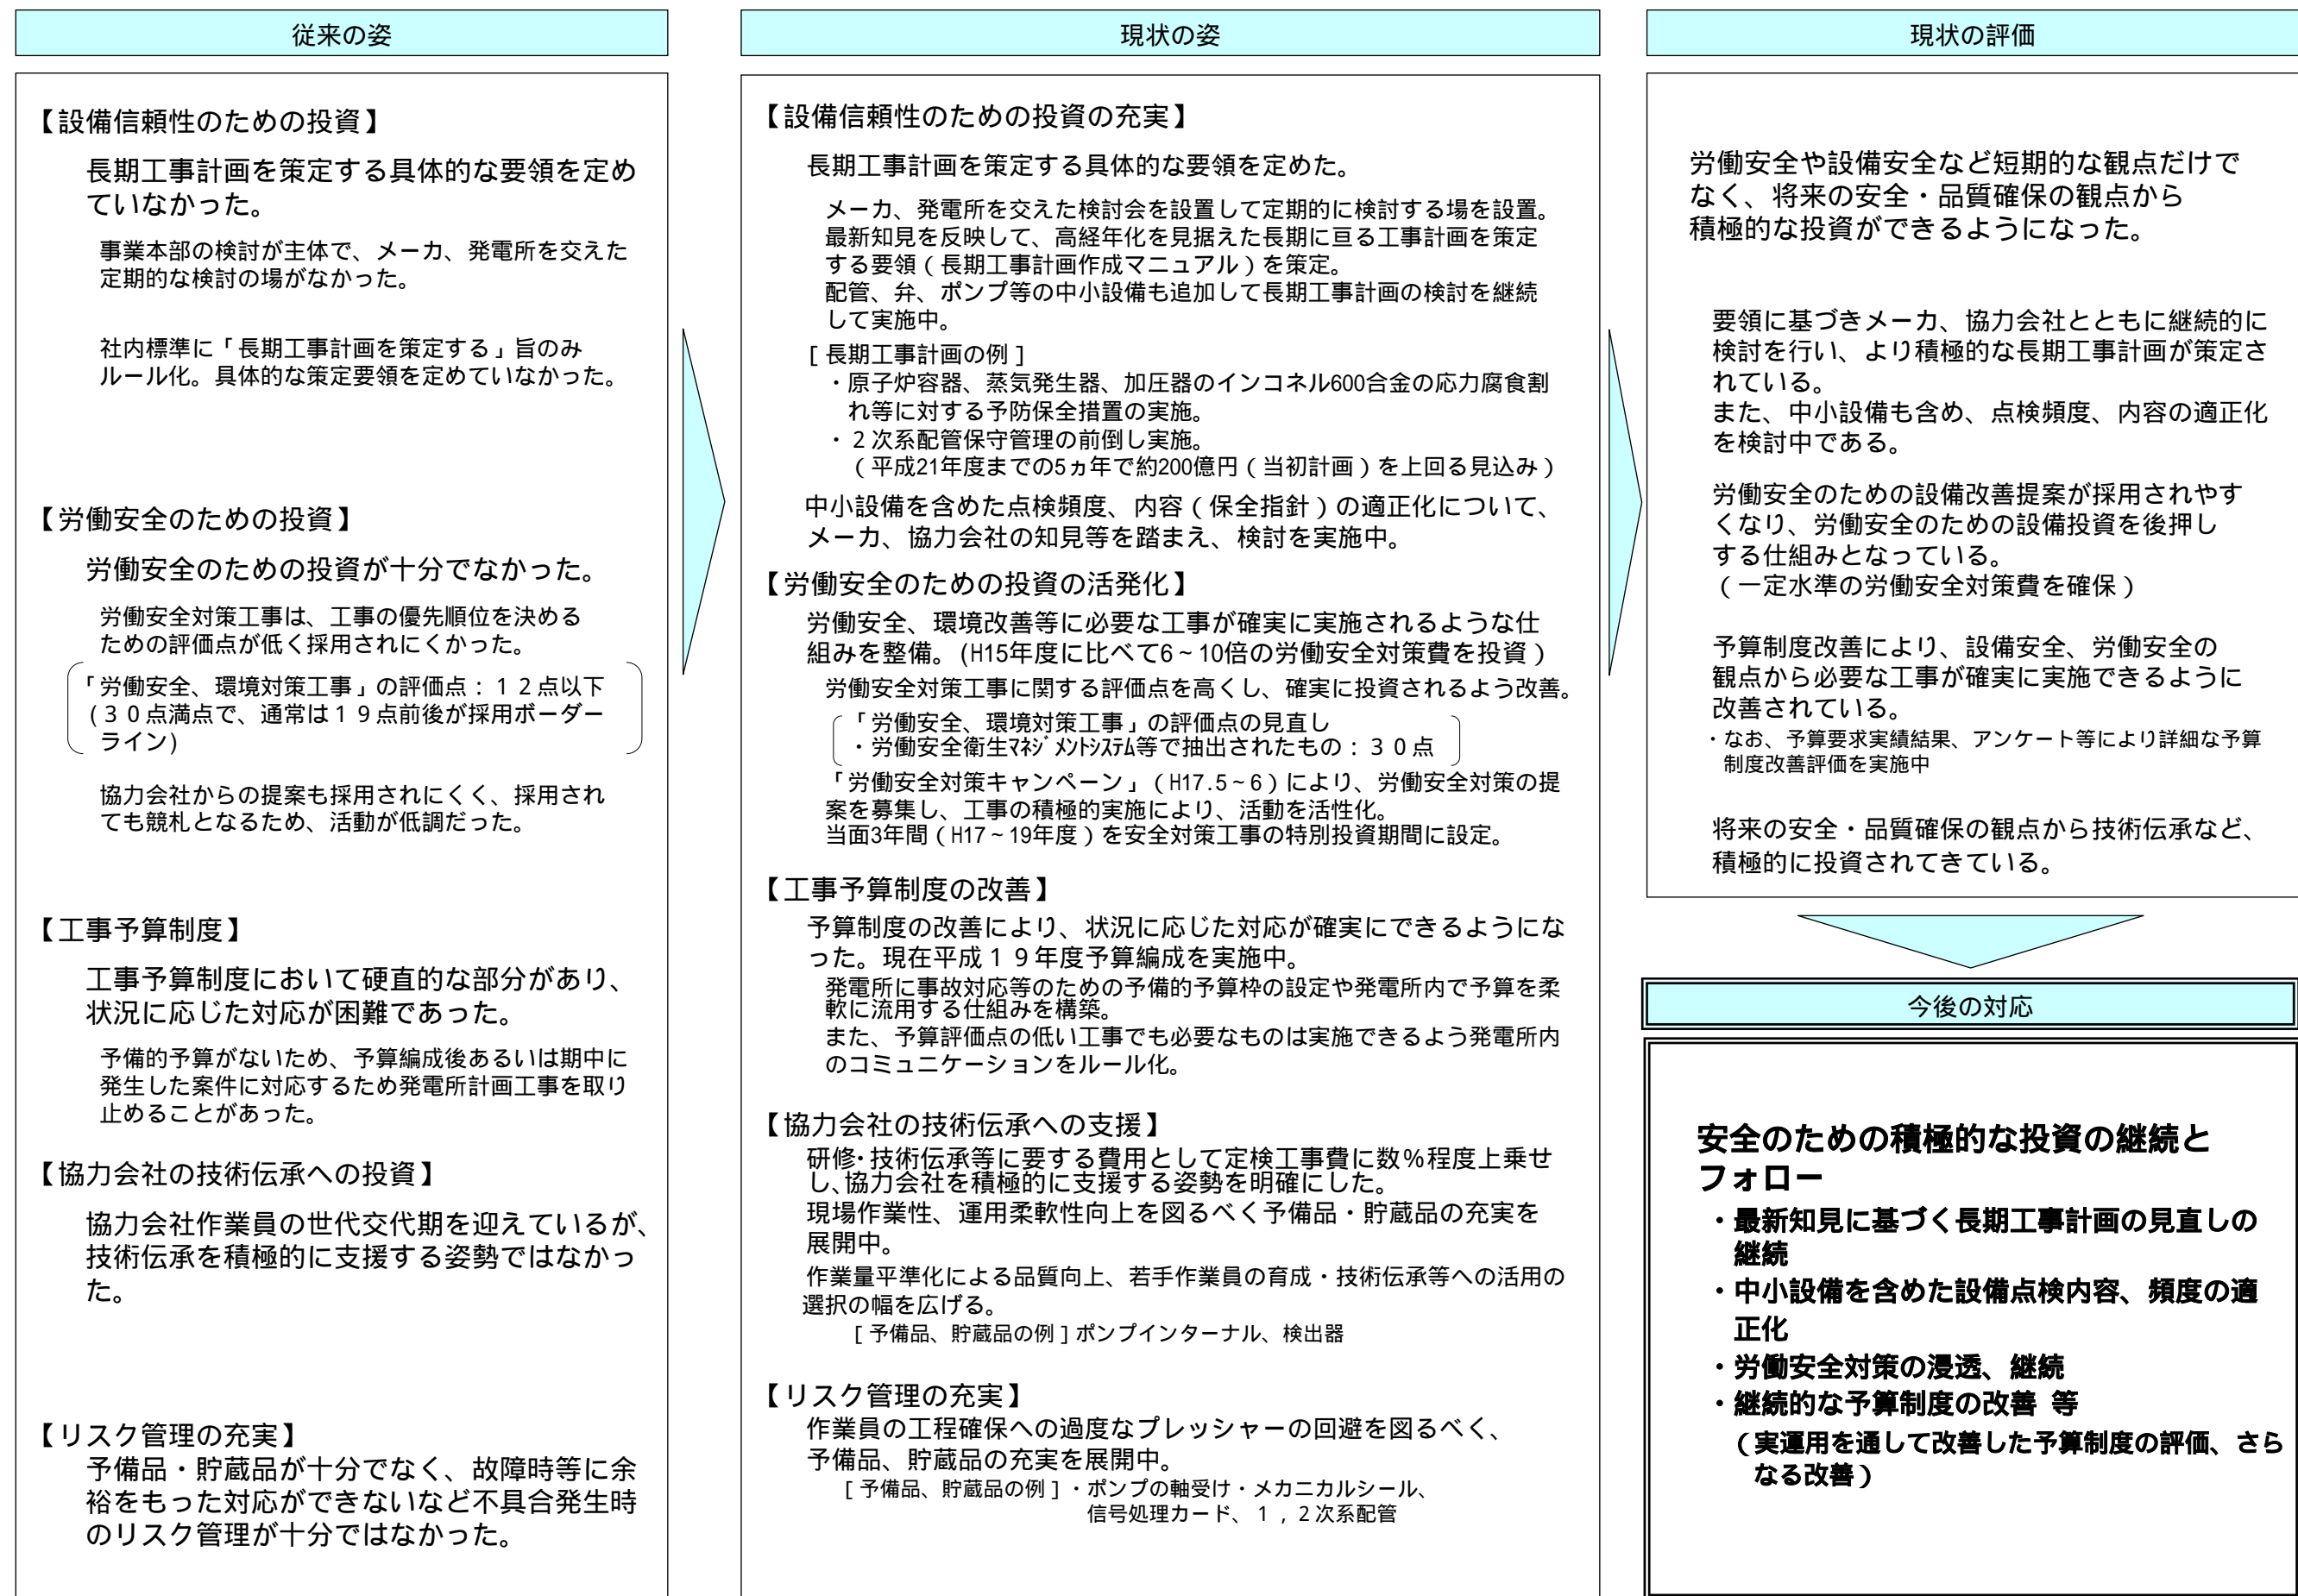 従来の姿
【設備信頼性のための投資】
長期工事計画を策定する具体的な要領を定め
ていなかった。
事業本部の検討が主体で、メーカ、発電所を交えた
定期的な検討の場がなかった。
社内標準に「長期工事計画を策定する」旨のみ
ルール化。具体的な策定要領を定めていなかった。
【労働安全のための投資】
労働安全のための投資が十分でなかった。
労働安全対策工事は、工事の優先順位を決める
ための評価点が低く採用されにくかった。
「労働安全、環境対策工事」の評価点：１２点以下
(３０点満点で、通常は１９点前後が採用ボーダー
ライン)
協力会社からの提案も採用されにくく、採用され
ても競札となるため、活動が低調だった。
【工事予算制度】
工事予算制度において硬直的な部分があり、
状況に応じた対応が困難であった。
予備的予算がないため、予算編成後あるいは期中に
発生した案件に対応するため発電所計画工事を取り
止めることがあった。
【協力会社の技術伝承への投資】
協力会社作業員の世代交代期を迎えているが、
技術伝承を積極的に支援する姿勢ではなかっ
た。
【リスク管理の充実】
予備品・貯蔵品が十分でなく、故障時等に余
裕をもった対応ができないなど不具合発生時
のリスク管理が十分ではなかった。
現状の姿
【設備信頼性のための投資の充実】
長期工事計画を策定する具体的な要領を定めた。
メーカ、発電所を交えた検討会を設置して定期的に検討する場を設置。
最新知見を反映して、高経年化を見据えた長期に亘る工事計画を策定
する要領（長期工事計画作成マニュアル）を策定。
配管、弁、ポンプ等の中小設備も追加して長期工事計画の検討を継続
して実施中。
[長期工事計画の例]
・原子炉容器、蒸気発生器、加圧器のインコネル600合金の応力腐食割
れ等に対する予防保全措置の実施。
・２次系配管保守管理の前倒し実施。
（平成21年度までの5ヵ年で約200億円（当初計画）を上回る見込み）
中小設備を含めた点検頻度、内容（保全指針）の適正化について、
メーカ、協力会社の知見等を踏まえ、検討を実施中。
【労働安全のための投資の活発化】
労働安全、環境改善等に必要な工事が確実に実施されるような仕
組みを整備。(H15年度に比べて6～10倍の労働安全対策費を投資）
労働安全対策工事に関する評価点を高くし、確実に投資されるよう改善。
「労働安全、環境対策工事」の評価点の見直し
・労働安全衛生ﾏﾈｼﾞﾒﾝﾄｼｽﾃﾑ等で抽出されたもの：３０点
「労働安全対策キャンペーン」（H17.5～6）により、労働安全対策の提
案を募集し、工事の積極的実施により、活動を活性化。
当面3年間（H17～19年度）を安全対策工事の特別投資期間に設定。
【工事予算制度の改善】
予算制度の改善により、状況に応じた対応が確実にできるようにな
った。現在平成１９年度予算編成を実施中。
発電所に事故対応等のための予備的予算枠の設定や発電所内で予算を柔
軟に流用する仕組みを構築。
また、予算評価点の低い工事でも必要なものは実施できるよう発電所内
のコミュニケーションをルール化。
【協力会社の技術伝承への支援】
研修・技術伝承等に要する費用として定検工事費に数％程度上乗せ
し、協力会社を積極的に支援する姿勢を明確にした。
現場作業性、運用柔軟性向上を図るべく予備品・貯蔵品の充実を
展開中。
作業量平準化による品質向上、若手作業員の育成・技術伝承等への活用の
選択の幅を広げる。
[予備品、貯蔵品の例]ポンプインターナル、検出器
【リスク管理の充実】
作業員の工程確保への過度なプレッシャーの回避を図るべく、
予備品、貯蔵品の充実を展開中。
[予備品、貯蔵品の例]・ポンプの軸受け・メカニカルシール、
信号処理カード、１，２次系配管
現状の評価
労働安全や設備安全など短期的な観点だけで
なく、将来の安全・品質確保の観点から
積極的な投資ができるようになった。
要領に基づきメーカ、協力会社とともに継続的に
検討を行い、より積極的な長期工事計画が策定さ
れている。
また、中小設備も含め、点検頻度、内容の適正化
を検討中である。
労働安全のための設備改善提案が採用されやす
くなり、労働安全のための設備投資を後押し
する仕組みとなっている。
（一定水準の労働安全対策費を確保）
予算制度改善により、設備安全、労働安全の
観点から必要な工事が確実に実施できるように
改善されている。
・なお、予算要求実績結果、アンケート等により詳細な予算
制度改善評価を実施中
将来の安全・品質確保の観点から技術伝承など、
積極的に投資されてきている。
今後の対応
安全のための積極的な投資の継続と
フォロー
・最新知見に基づく長期工事計画の見直しの
継続
・中小設備を含めた設備点検内容、頻度の適
正化
・労働安全対策の浸透、継続
・継続的な予算制度の改善 等
（実運用を通して改善した予算制度の評価、さら
なる改善）